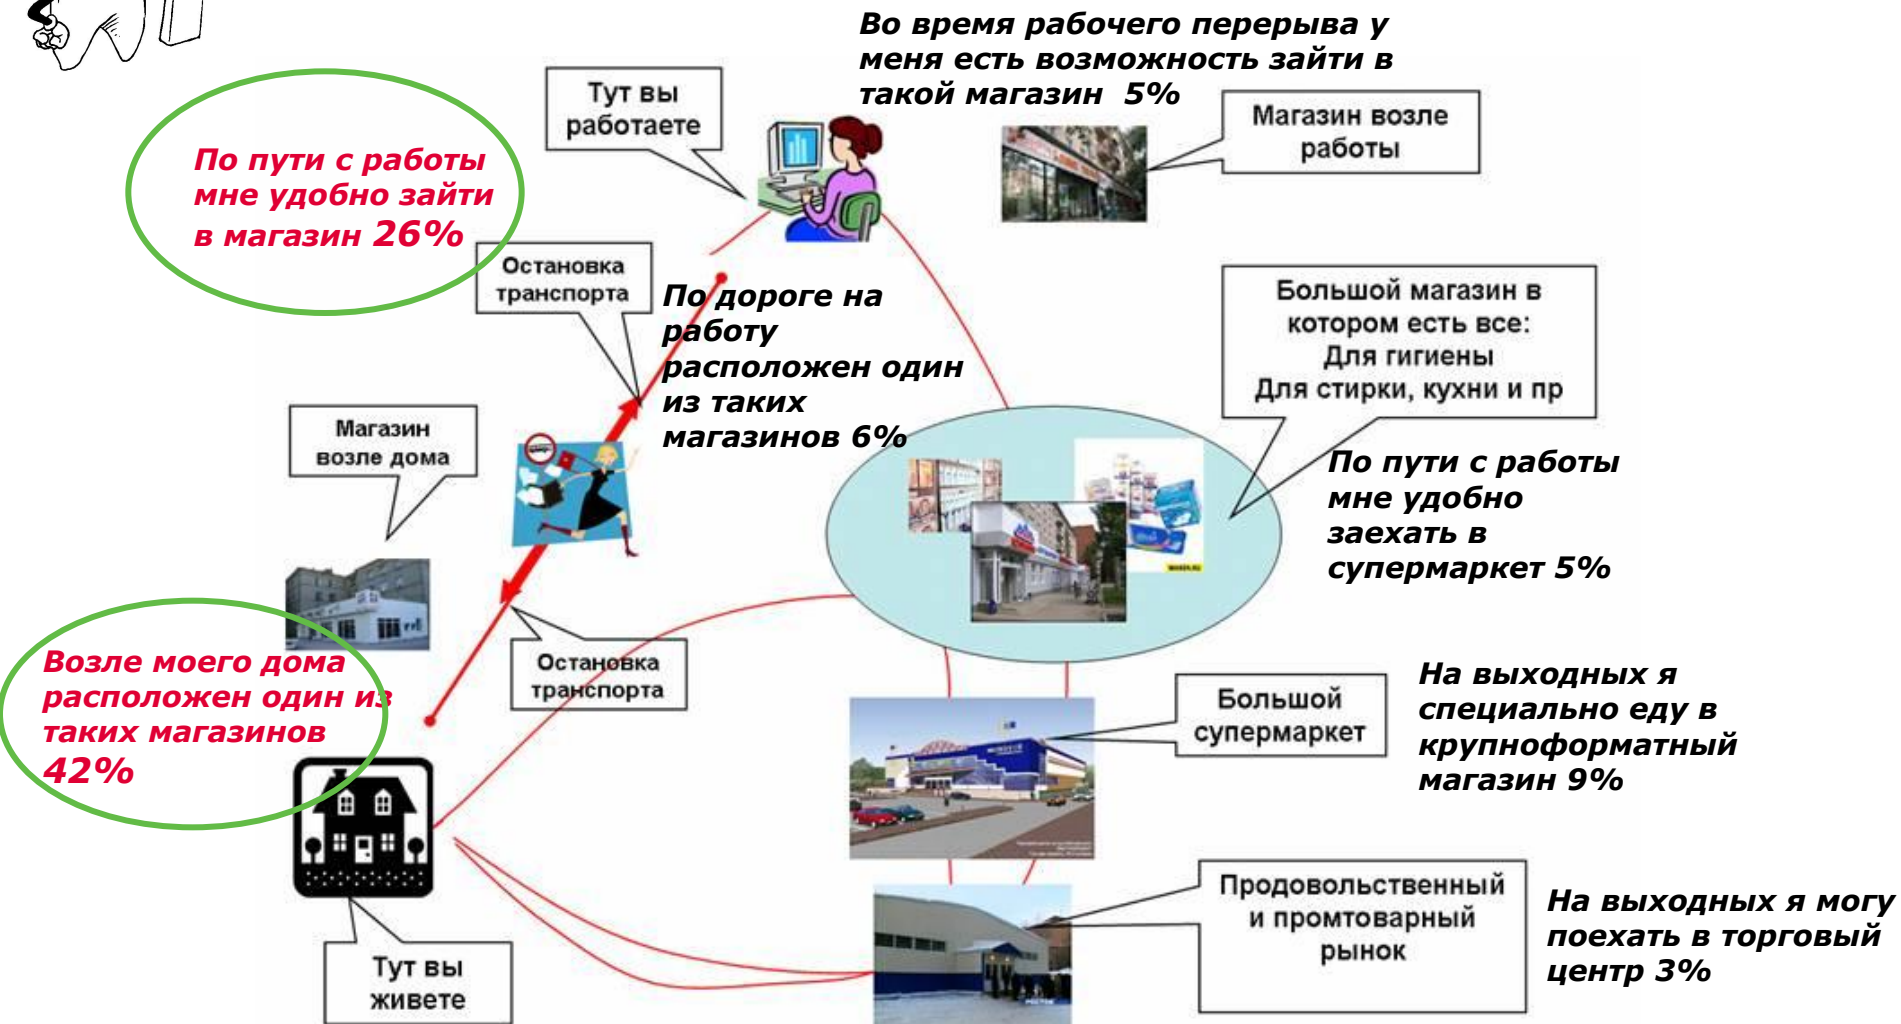 Во время рабочего перерыва у
меня есть возможность зайти в
такой магазин 5%
Тут вы
работаете
Магазин возле
работы
По пути с работы
мне удобно зайти
в магазин 26%
Остановка
транспорта
По дороге на
работу
расположен один
из таких
магазинов 6%
Большой магазин в
котором есть все:
Для гигиены
Для стирки, кухни и пр
Магазин
возле дома
По пути с работы
мне удобно
заехать в
супермаркет 5%
Возле моего дома
расположен один из
таких магазинов
42%
Остановка
транспорта
Большой
супермаркет
На выходных я
специально еду в
крупноформатный
магазин 9%
Продовольственный
и промтоварный
рынок
На выходных я могу
поехать в торговый
центр 3%
Тут вы
живете